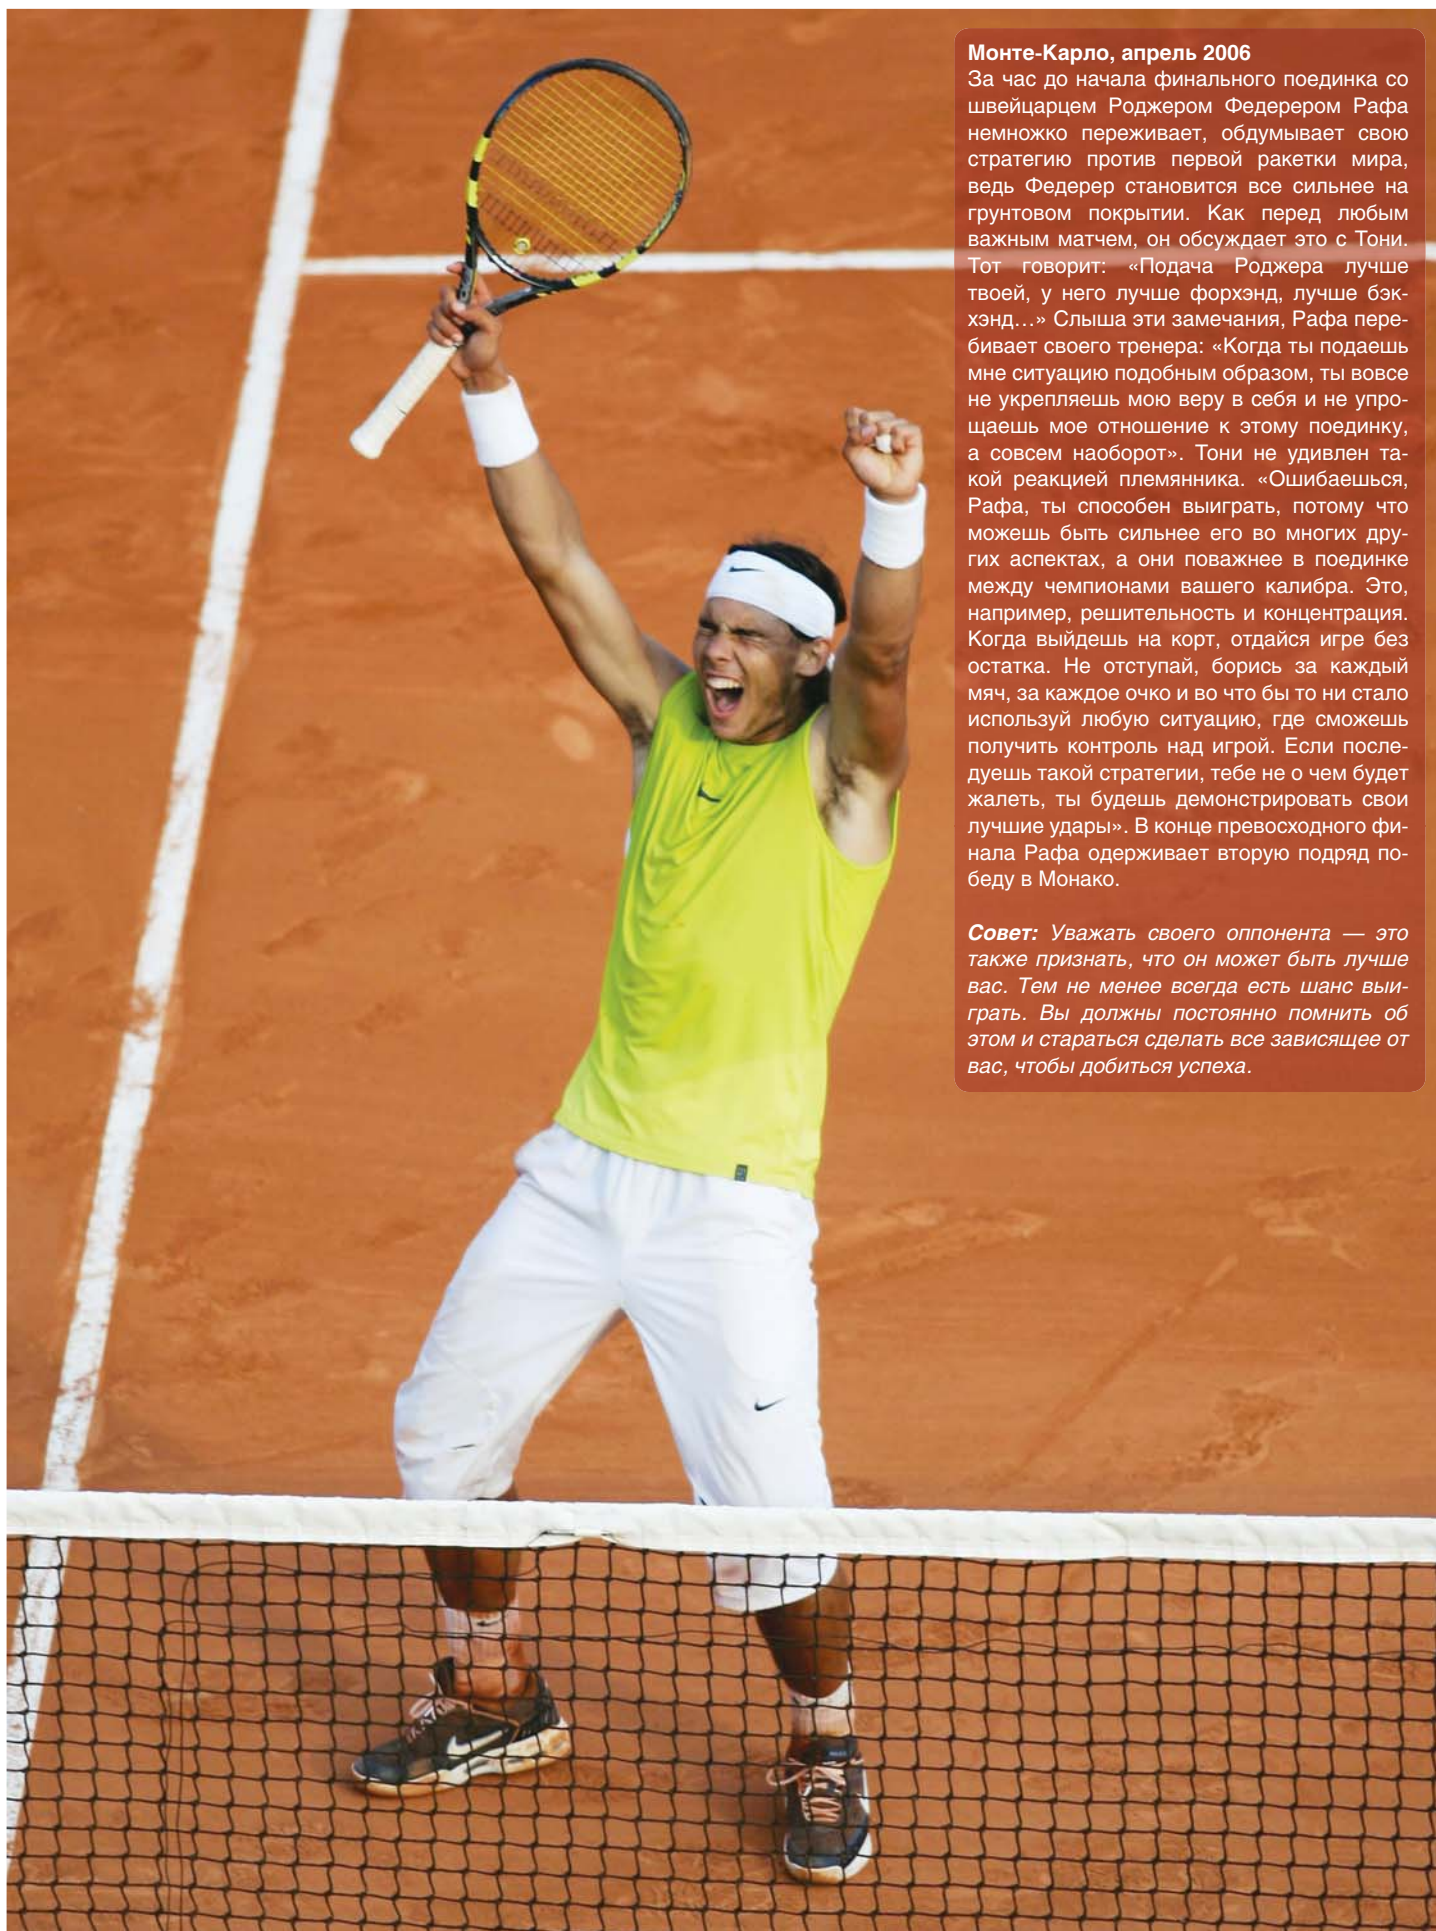 Монте-Карло, апрель 2006
За час до начала финального поединка со
швейцарцем Роджером Федерером Рафа
немножко переживает, обдумывает свою
стратегию против первой ракетки мира,
ведь Федерер становится все сильнее на
грунтовом покрытии. Как перед любым
важным матчем, он обсуждает это с Тони.
Тот говорит: «Подача Роджера лучше
твоей, у него лучше форхэнд, лучше бэк-
хэнд…» Слыша эти замечания, Рафа пере-
бивает своего тренера: «Когда ты подаешь
мне ситуацию подобным образом, ты вовсе
не укрепляешь мою веру в себя и не упро-
щаешь мое отношение к этому поединку,
а совсем наоборот». Тони не удивлен та-
кой реакцией племянника. «Ошибаешься,
Рафа, ты способен выиграть, потому что
можешь быть сильнее его во многих дру-
гих аспектах, а они поважнее в поединке
между чемпионами вашего калибра. Это,
например, решительность и концентрация.
Когда выйдешь на корт, отдайся игре без
остатка. Не отступай, борись за каждый
мяч, за каждое очко и во что бы то ни стало
используй любую ситуацию, где сможешь
получить контроль над игрой. Если после-
дуешь такой стратегии, тебе не о чем будет
жалеть, ты будешь демонстрировать свои
лучшие удары». В конце превосходного фи-
нала Рафа одерживает вторую подряд по-
беду в Монако.
Совет: Уважать своего оппонента — это
также признать, что он может быть лучше
вас. Тем не менее всегда есть шанс выи-
грать. Вы должны постоянно помнить об
этом и стараться сделать все зависящее от
вас, чтобы добиться успеха.